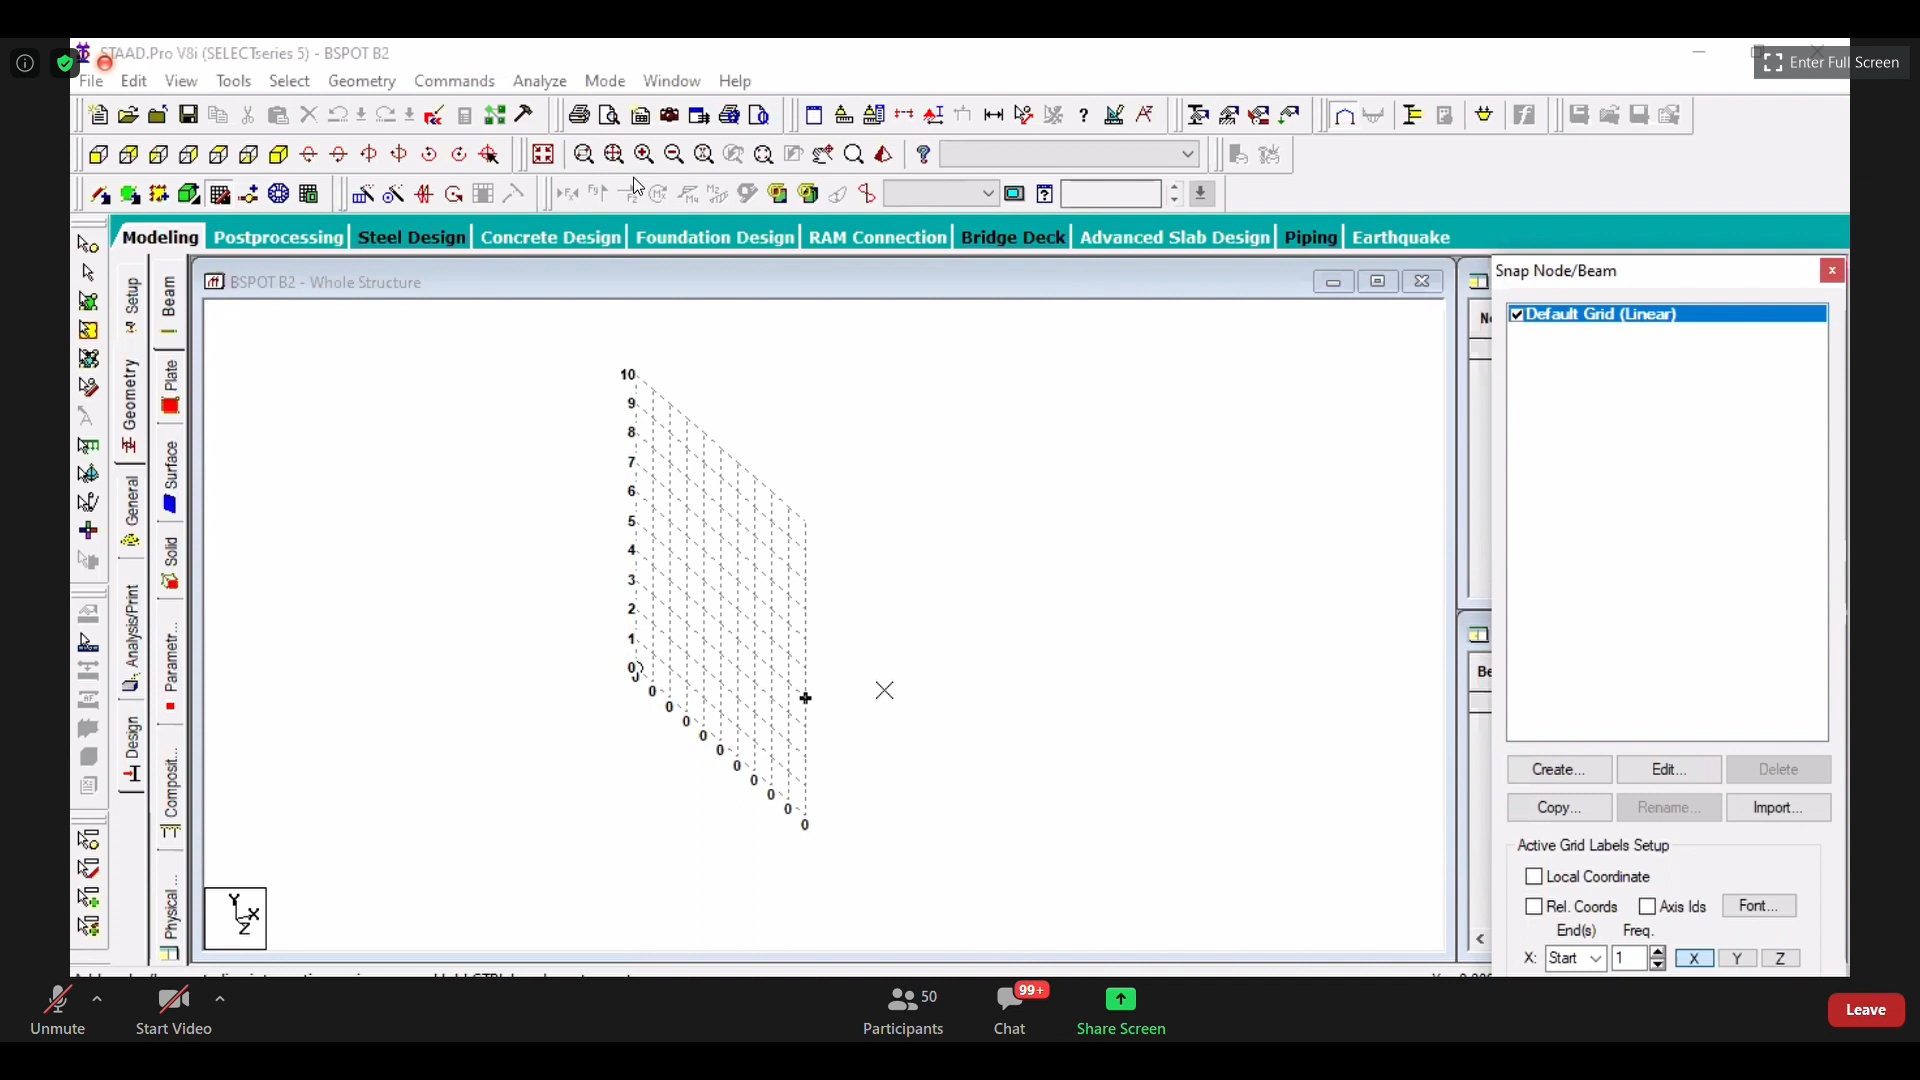 STAAD.Pro V8i (SELECTseries 5) - BSPOT B2
Enter Full Screen
File Edit View Tools Select Geometry Commands Analyze Mode Window Help
Modeling Postprocessing Steel Design Concrete Design Foundation Design RAM Connection Bridge Deck Advanced Slab Design Piping Earthquake
Setup
Geometry
General
Analysis/Print
Design
Beam
Plate
Surface
Solid
Parametr...
Composit...
Physical ...
BSPOT B2 - Whole Structure
10
9
8
7
6
5
4
3
2
1
0
0
0
0
0
0
0
0
0
0
0
Y
X
Z
Be
Snap Node/Beam
Default Grid (Linear)
Create... Edit... Delete
Copy... Rename... Import...
Active Grid Labels Setup
Local Coordinate
Rel. Coords Axis Ids Font...
End(s) Freq.
X: Start 1 X Y Z
50
99+
Unmute Start Video Participants Chat Share Screen Leave